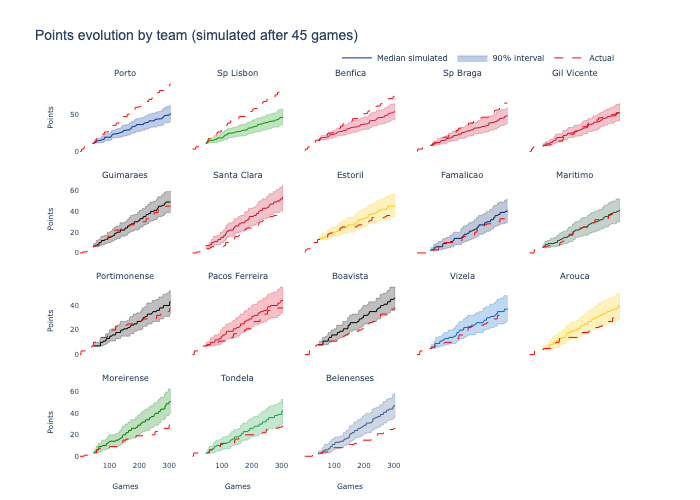 Points evolution by team (simulated after 45 games)
Median simulated 90% interval Actual
Porto Sp Lisbon Benfica Sp Braga Gil Vicente
Points
50
0
Guimaraes Santa Clara Estoril Famalicao Maritimo
Points
60
40
20
0
Portimonense Pacos Ferreira Boavista Vizela Arouca
Points
40
20
0
Moreirense Tondela Belenenses
Points
60
40
20
0
100 200 300 100 200 300 100 200 300
Games Games Games